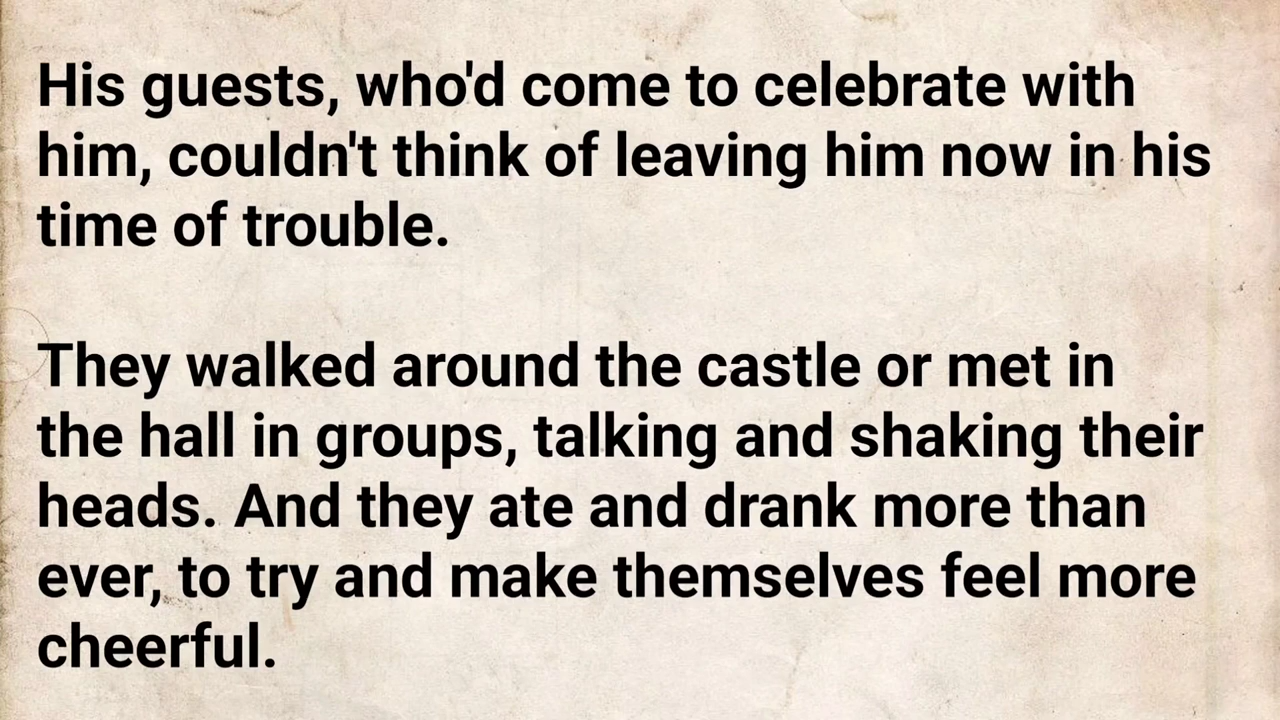 His guests, who'd come to celebrate with
him, couldn't think of leaving him now in his
time of trouble.
They walked around the castle or met in
the hall in groups, talking and shaking their
heads. And they ate and drank more than
ever, to try and make themselves feel more
cheerful.